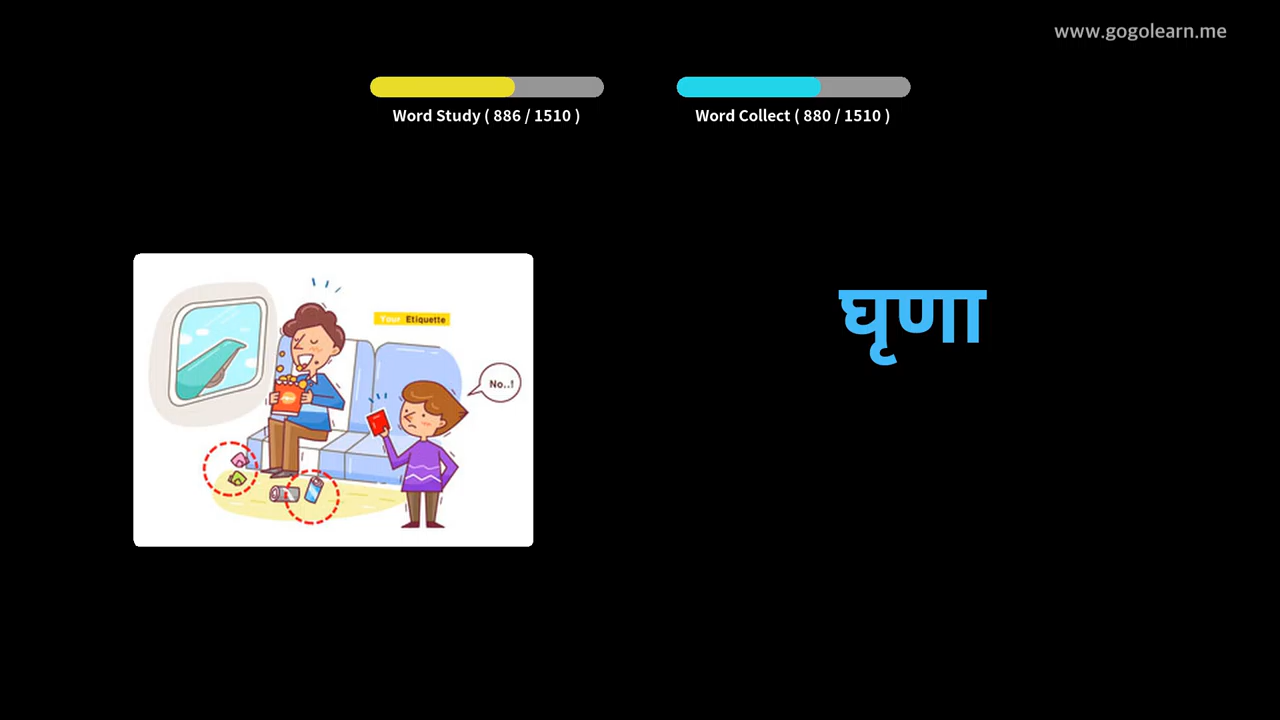 www.gogolearn.me
Word Study ( 886 / 1510 )
Word Collect ( 880 / 1510 )
Your Etiquette
No..!
घृणा